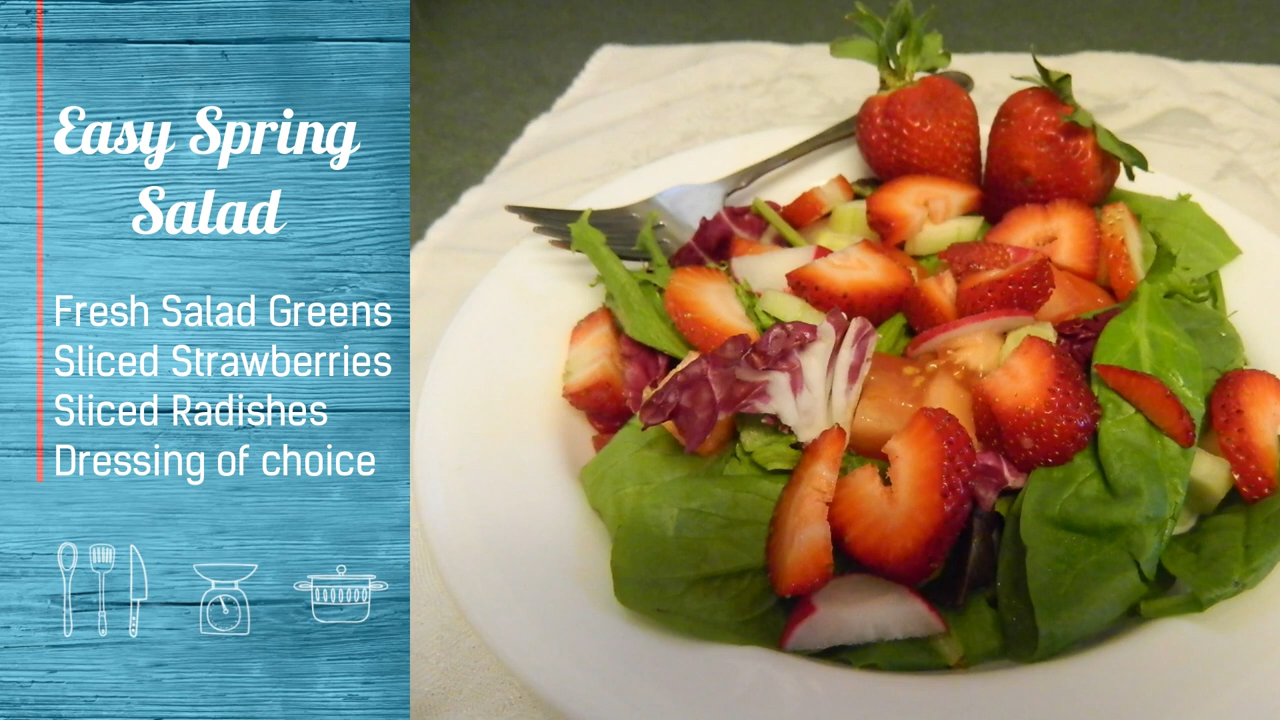 Easy Spring
Salad
Fresh Salad Greens
Sliced Strawberries
Sliced Radishes
Dressing of choice